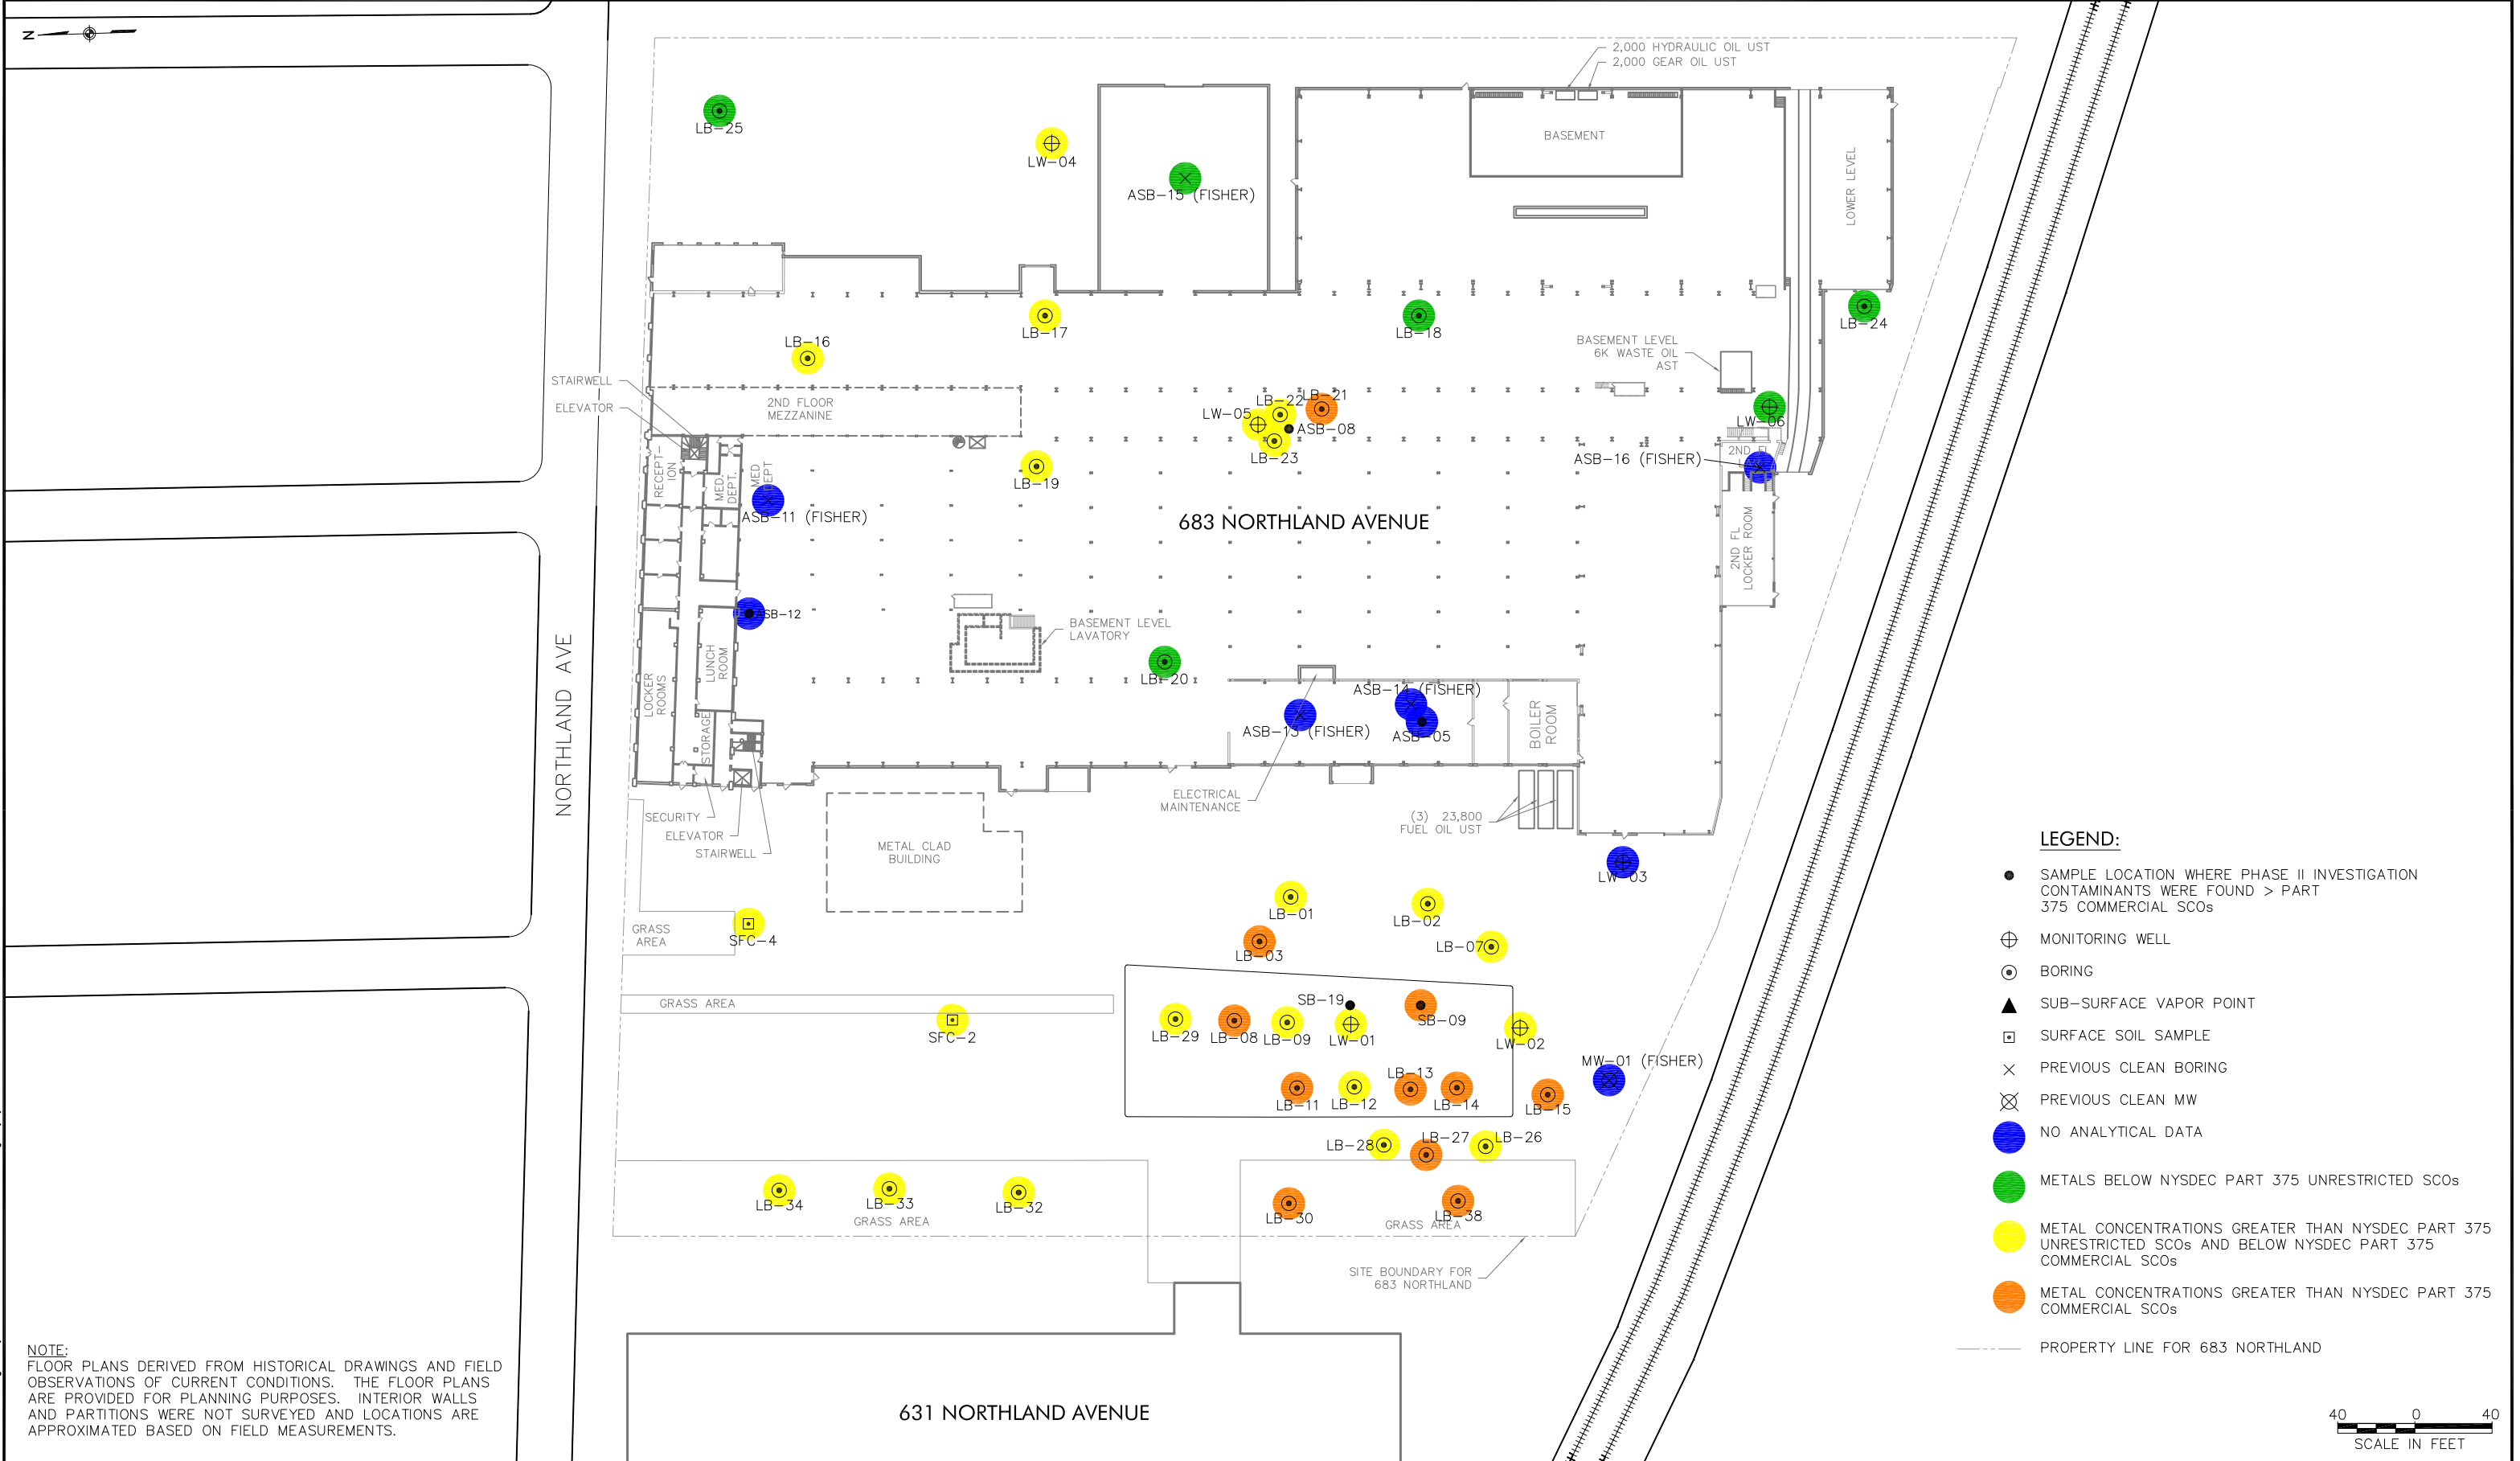 N
2,000 HYDRAULIC OIL UST
2,000 GEAR OIL UST
LB-25
LW-04
BASEMENT
ASB-15 (FISHER)
LOWER LEVEL
LB-17
LB-18
LB-24
LB-16
BASEMENT LEVEL
6K WASTE OIL
AST
STAIRWELL
ELEVATOR
2ND FLOOR
MEZZANINE
LB-22
LB-21
LW-05
ASB-08
LB-23
LW-06
RECEPT-
ION
MED.
DEPT.
MED
DEPT
LB-19
ASB-16 (FISHER)
2ND FL
ASB-11 (FISHER)
683 NORTHLAND AVENUE
2ND FL
LOCKER ROOM
ASB-12
BASEMENT LEVEL
LAVATORY
NORTHLAND AVE
LOCKER
ROOMS
LUNCH
ROOM
STORAGE
LB-20
ASB-14 (FISHER)
ASB-13 (FISHER)
ASB-05
BOILER
ROOM
ELECTRICAL
MAINTENANCE
(3) 23,800
FUEL OIL UST
SECURITY
ELEVATOR
STAIRWELL
METAL CLAD
BUILDING
LW-03
LB-01
LB-02
GRASS
AREA
SFC-4
LB-03
LB-07
GRASS AREA
SFC-2
SB-19
SB-09
LB-29
LB-08
LB-09
LW-01
LW-02
MW-01 (FISHER)
LB-11
LB-12
LB-13
LB-14
LB-15
LB-28
LB-27
LB-26
LB-34
LB-33
LB-32
LB-30
LB-38
GRASS AREA
GRASS AREA
SITE BOUNDARY FOR
683 NORTHLAND
631 NORTHLAND AVENUE
LEGEND:
SAMPLE LOCATION WHERE PHASE II INVESTIGATION
CONTAMINANTS WERE FOUND > PART
375 COMMERCIAL SCOs
MONITORING WELL
BORING
SUB-SURFACE VAPOR POINT
SURFACE SOIL SAMPLE
PREVIOUS CLEAN BORING
PREVIOUS CLEAN MW
NO ANALYTICAL DATA
METALS BELOW NYSDEC PART 375 UNRESTRICTED SCOs
METAL CONCENTRATIONS GREATER THAN NYSDEC PART 375
UNRESTRICTED SCOs AND BELOW NYSDEC PART 375
COMMERCIAL SCOs
METAL CONCENTRATIONS GREATER THAN NYSDEC PART 375
COMMERCIAL SCOs
PROPERTY LINE FOR 683 NORTHLAND
NOTE:
FLOOR PLANS DERIVED FROM HISTORICAL DRAWINGS AND FIELD
OBSERVATIONS OF CURRENT CONDITIONS. THE FLOOR PLANS
ARE PROVIDED FOR PLANNING PURPOSES. INTERIOR WALLS
AND PARTITIONS WERE NOT SURVEYED AND LOCATIONS ARE
APPROXIMATED BASED ON FIELD MEASUREMENTS.
40 0 40
SCALE IN FEET